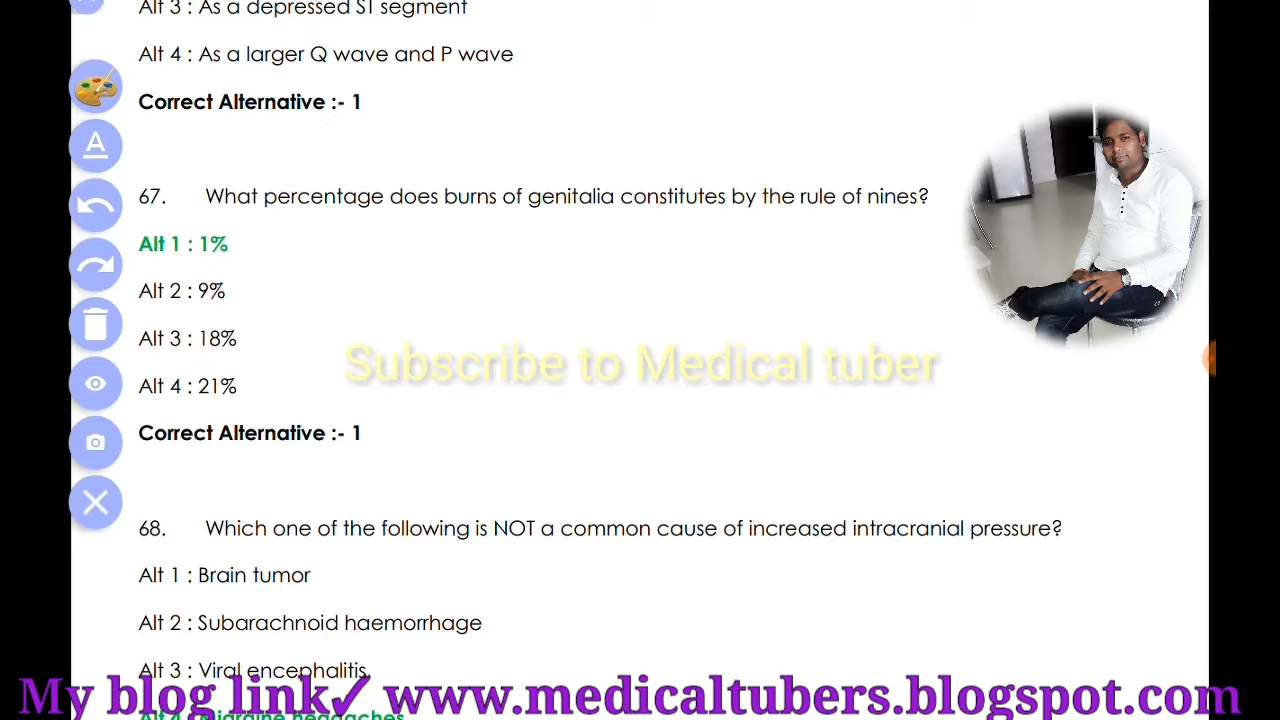 Alt 3 : As a depressed ST segment
Alt 4 : As a larger Q wave and P wave
Correct Alternative :- 1
67. What percentage does burns of genitalia constitutes by the rule of nines?
Alt 1 : 1%
Alt 2 : 9%
Alt 3 : 18%
Subscribe to Medical tuber
Alt 4 : 21%
Correct Alternative :- 1
68. Which one of the following is NOT a common cause of increased intracranial pressure?
Alt 1 : Brain tumor
Alt 2 : Subarachnoid haemorrhage
Alt 3 : Viral encephalitis
My blog link✓ www.medicaltubers.blogspot.com
Alt 4 : Migraine headaches
A